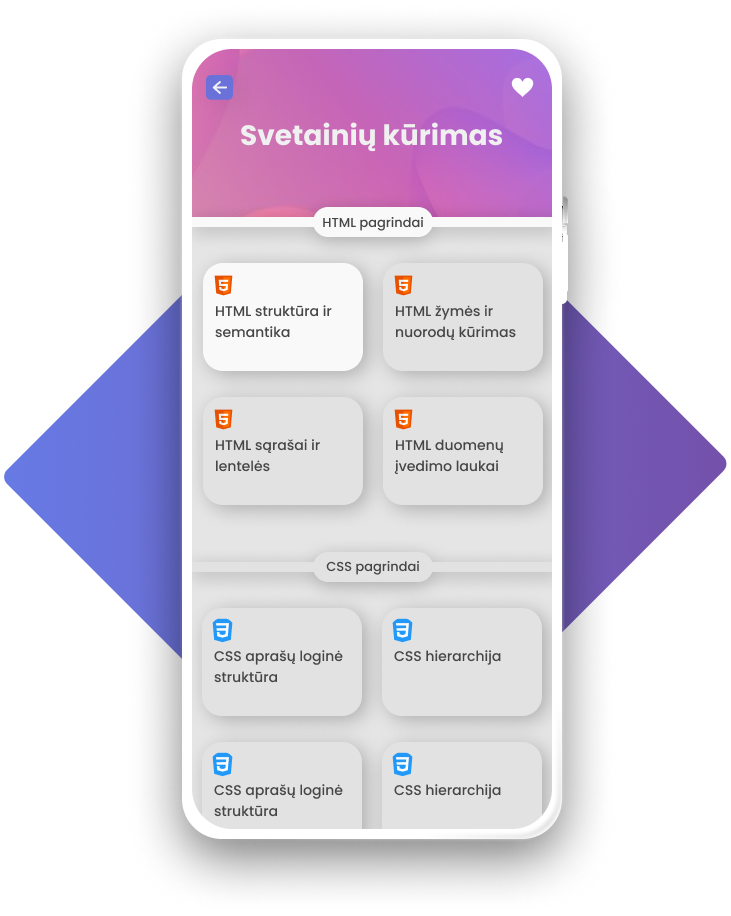 Svetainių kūrimas
HTML pagrindai
HTML struktūra ir
semantika
HTML žymės ir
nuorodų kūrimas
HTML sąrašai ir
lentelės
HTML duomenų
įvedimo laukai
CSS pagrindai
CSS aprašų loginė
struktūra
CSS hierarchija
CSS aprašų loginė
struktūra
CSS hierarchija